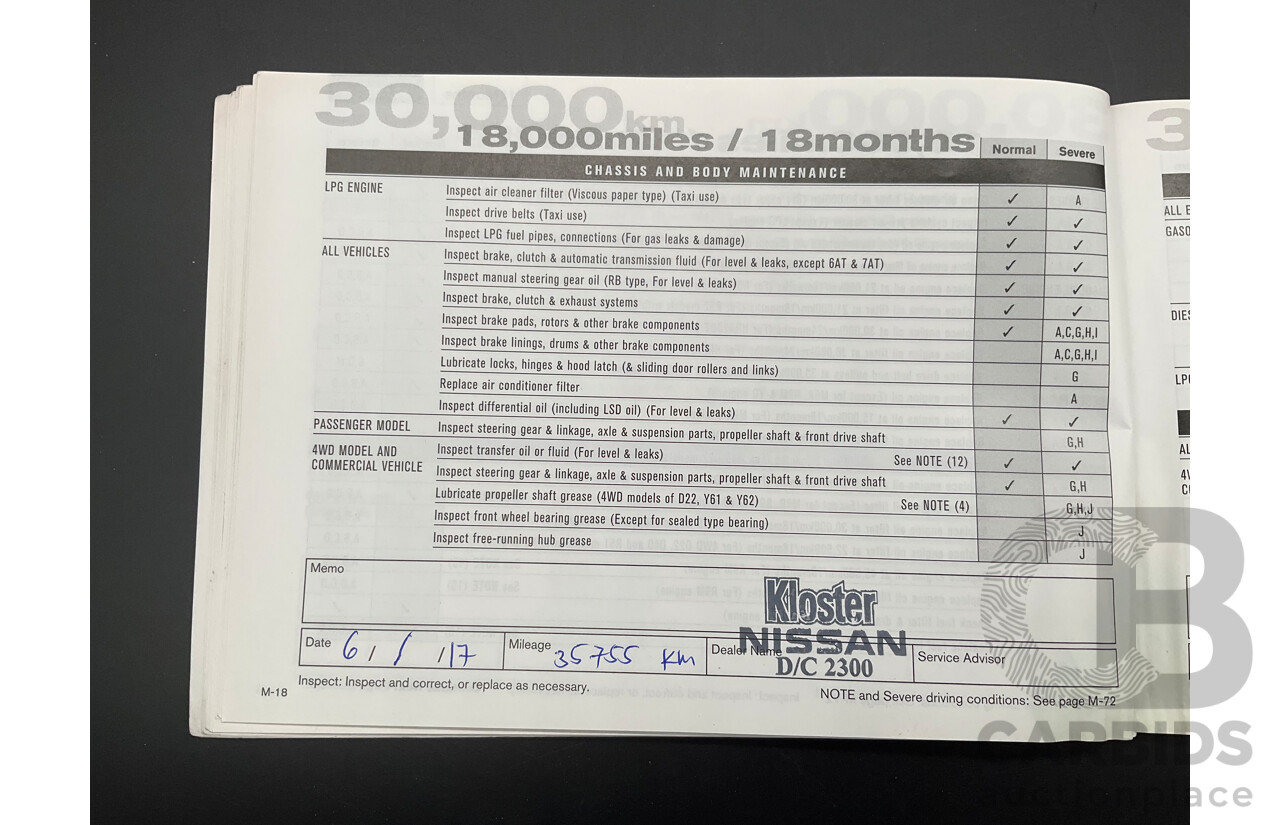 30,000km
18,000miles / 18months
Normal Severe
CHASSIS AND BODY MAINTENANCE
LPG ENGINE Inspect air cleaner filter (Viscous paper type) (Taxi use) ✓ A
Inspect drive belts (Taxi use) ✓ ✓
Inspect LPG fuel pipes, connections (For gas leaks & damage) ✓ ✓
ALL VEHICLES Inspect brake, clutch & automatic transmission fluid (For level & leaks, except 6AT & 7AT) ✓ ✓
Inspect manual steering gear oil (RB type, For level & leaks) ✓ ✓
Inspect brake, clutch & exhaust systems ✓ ✓
Inspect brake pads, rotors & other brake components ✓ A,C,G,H,I
Inspect brake linings, drums & other brake components A,C,G,H,I
Lubricate locks, hinges & hood latch (& sliding door rollers and links) G
Replace air conditioner filter A
Inspect differential oil (including LSD oil) (For level & leaks) ✓ ✓
PASSENGER MODEL Inspect steering gear & linkage, axle & suspension parts, propeller shaft & front drive shaft G,H
4WD MODEL AND Inspect transfer oil or fluid (For level & leaks) See NOTE (12) ✓ ✓
COMMERCIAL VEHICLE Inspect steering gear & linkage, axle & suspension parts, propeller shaft & front drive shaft ✓ G,H
Lubricate propeller shaft grease (4WD models of D22, Y61 & Y62) See NOTE (4) G,H,J
Inspect front wheel bearing grease (Except for sealed type bearing) J
Inspect free-running hub grease J
Memo
Kloster
NISSAN
D/C 2300
Date 6 / 1 / 17 Mileage 35755 KM Dealer Name Service Advisor
M-18 Inspect: Inspect and correct, or replace as necessary. NOTE and Severe driving conditions: See page M-72
3
ALL E
GASO
DIES
LPG
AL
4V
CB
CARBIDS
auctionplace